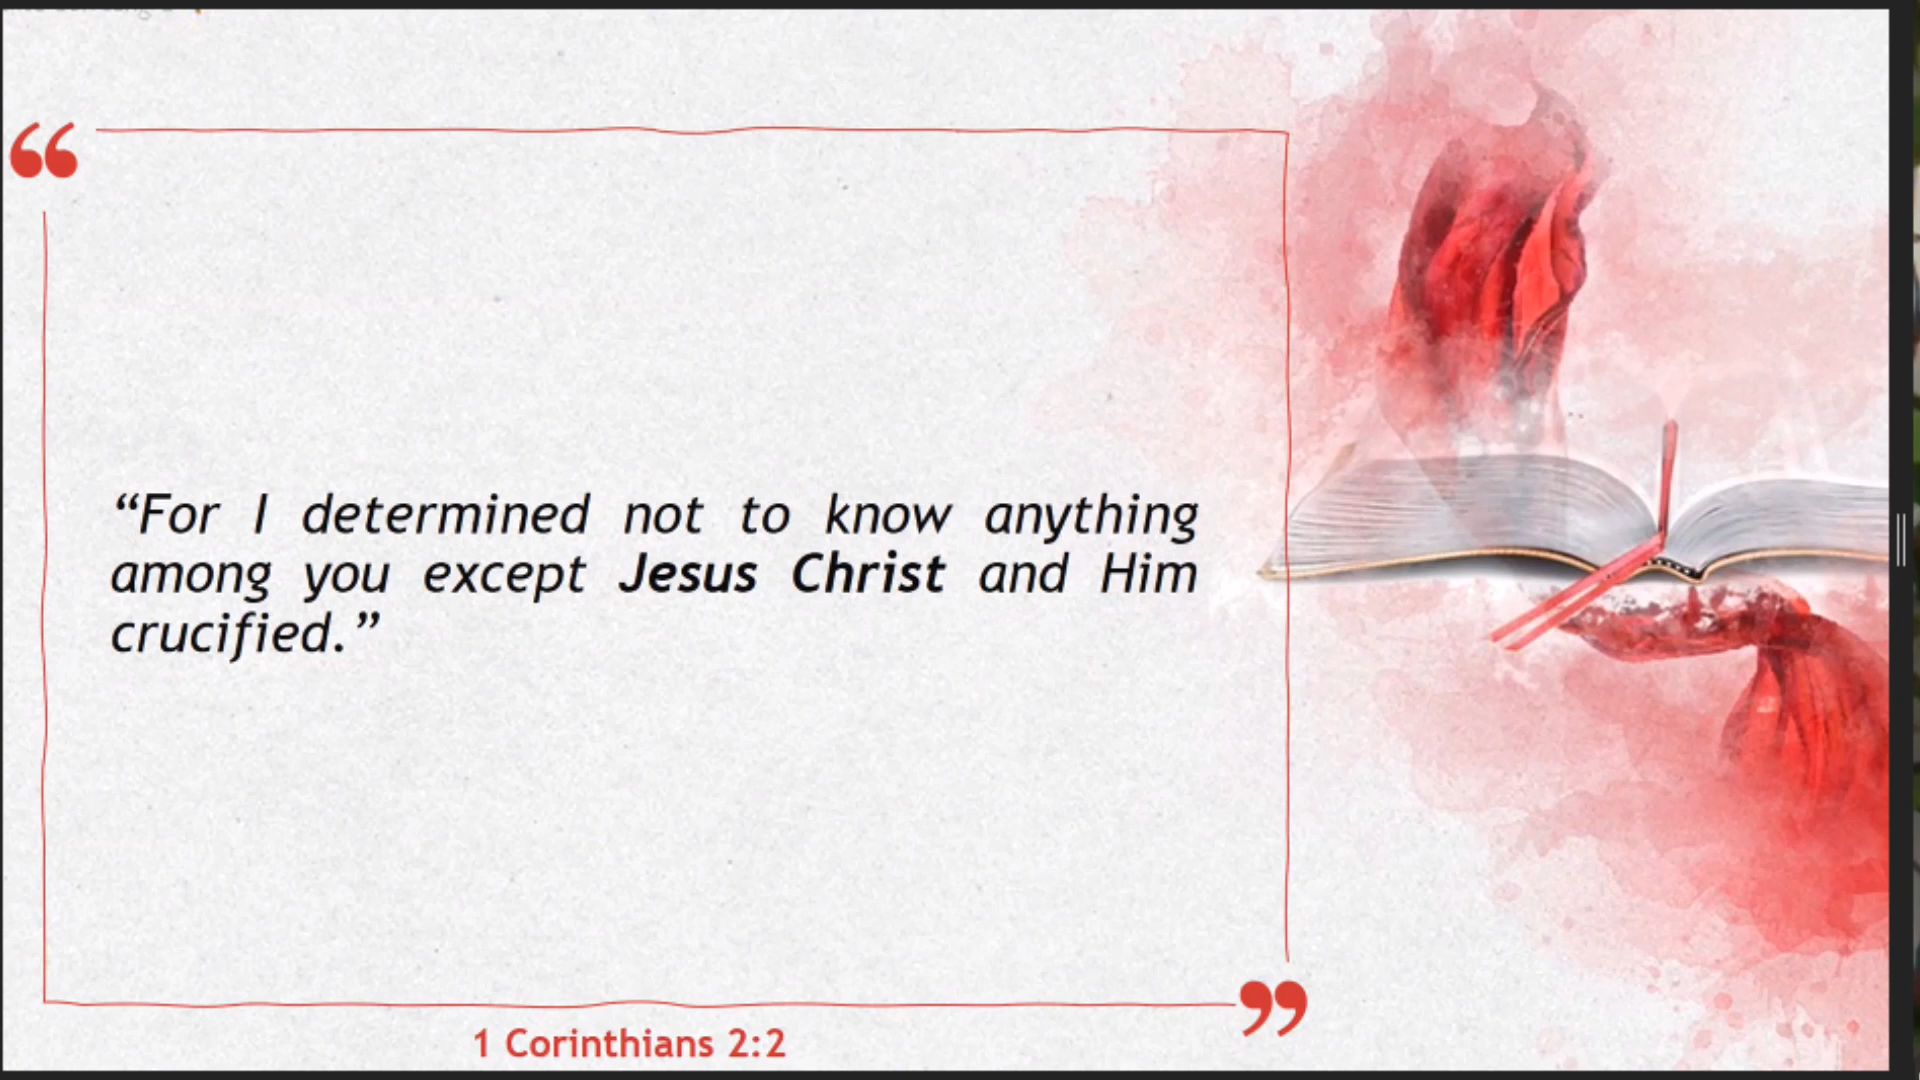 “For I determined not to know anything
among you except Jesus Christ and Him
crucified.”
1 Corinthians 2:2